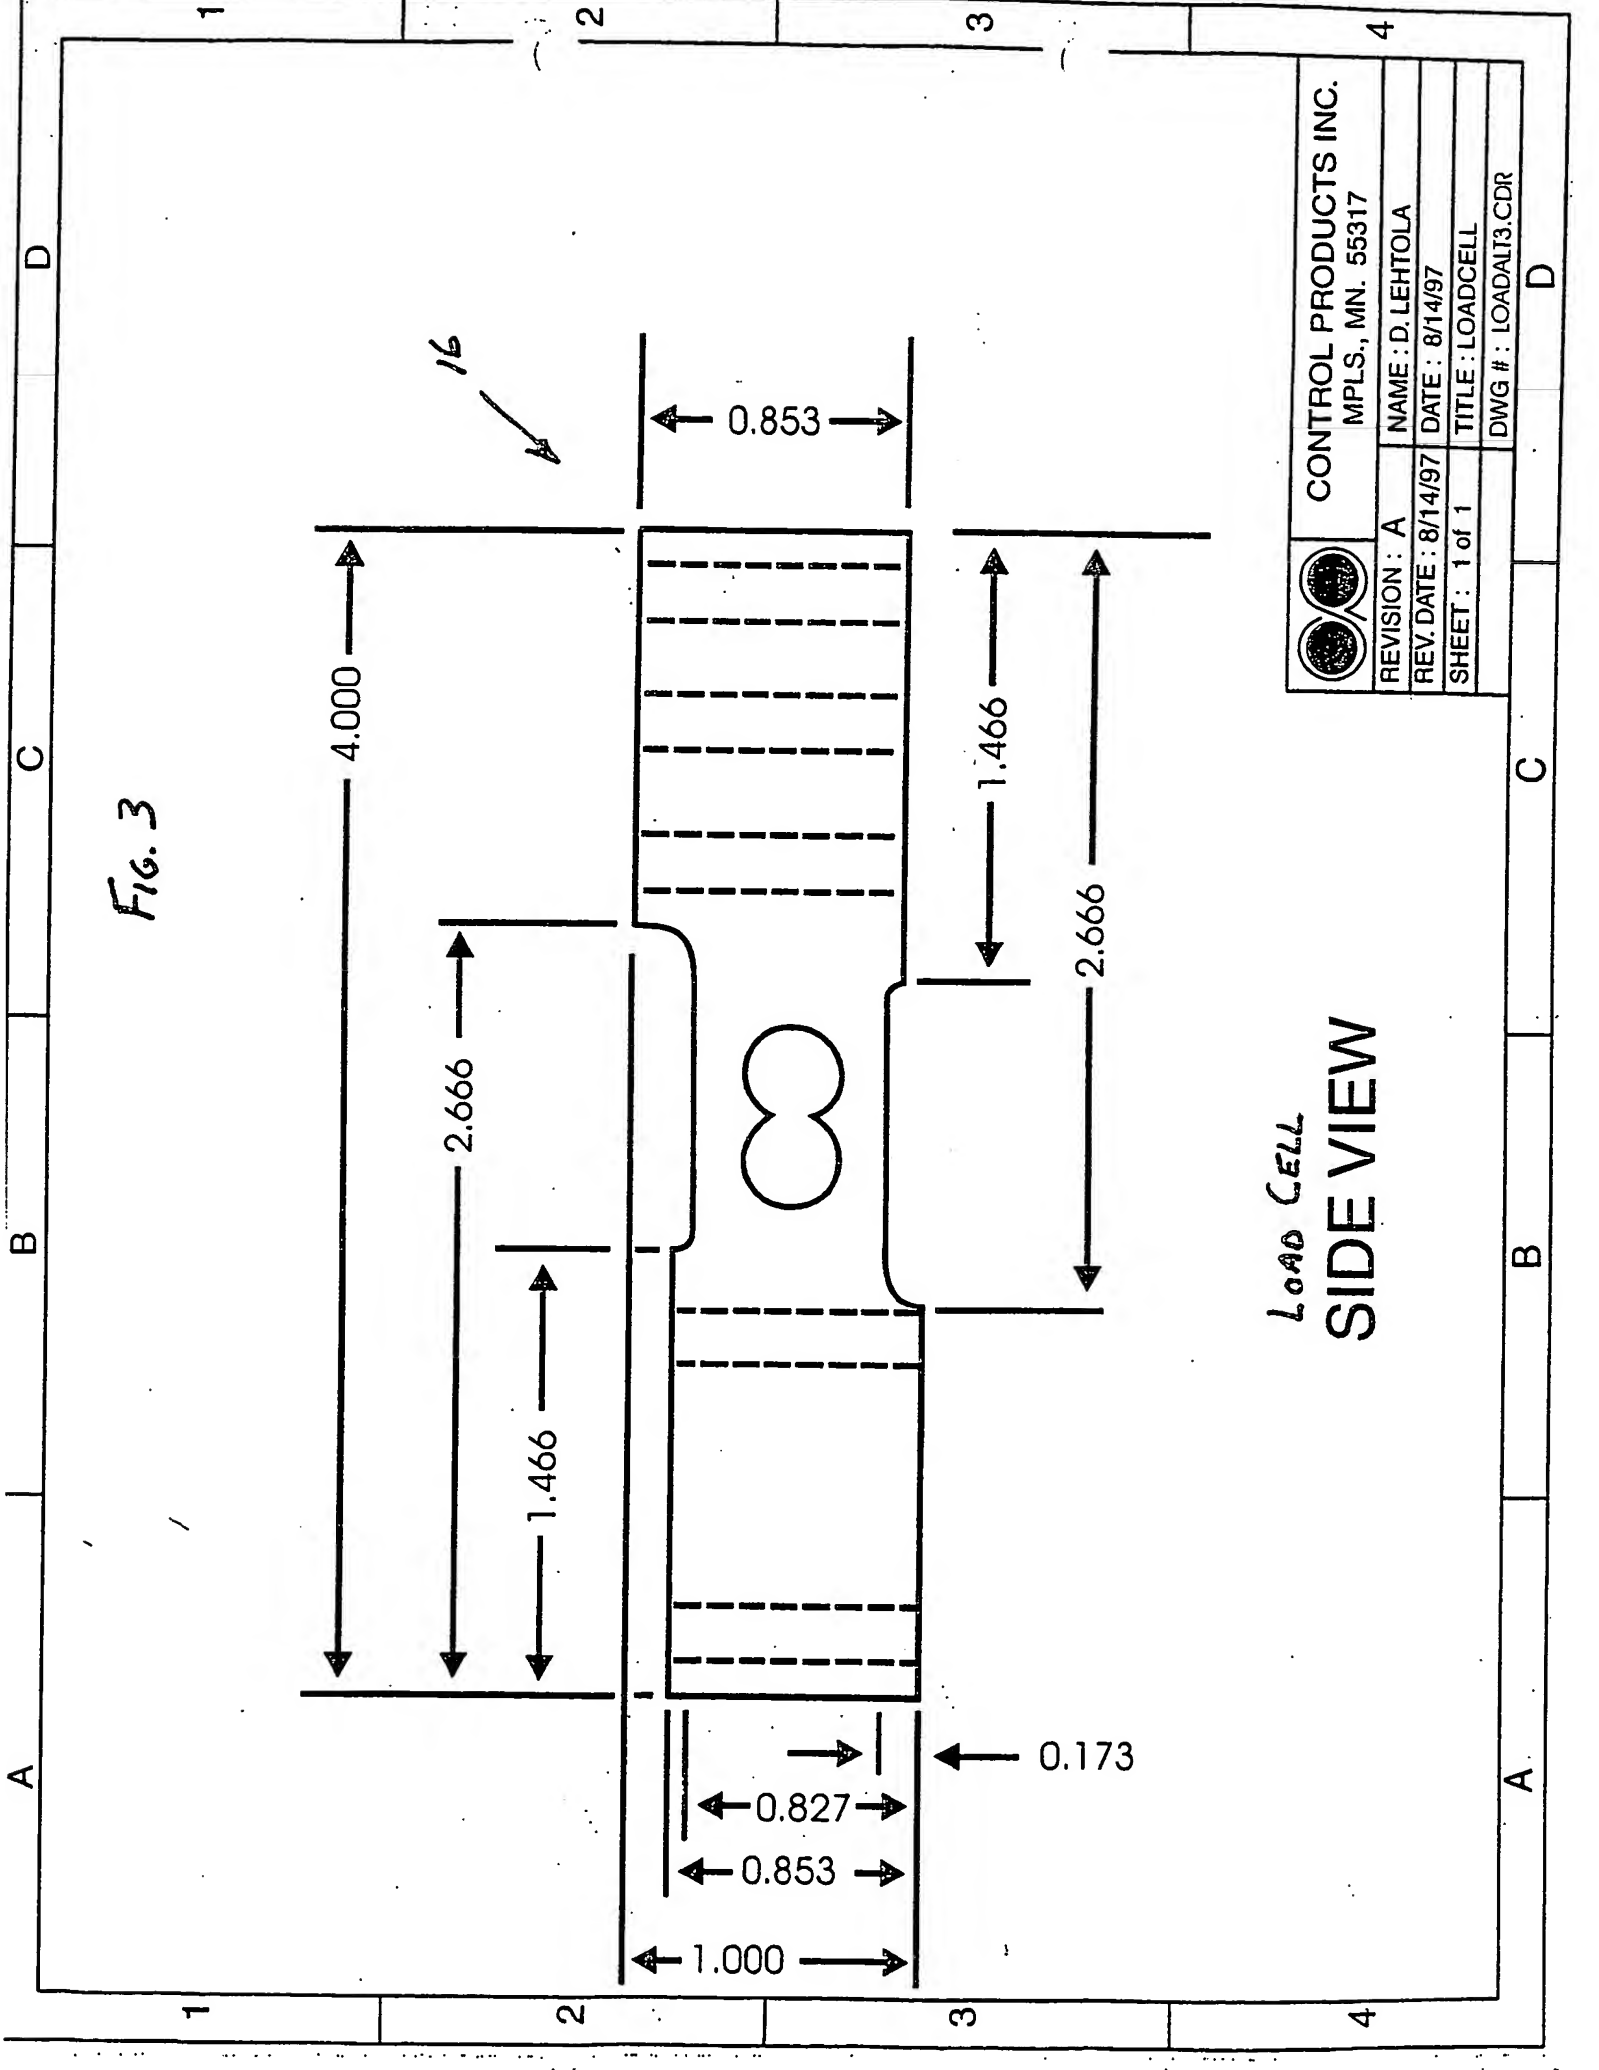 A B C D
1
2
3
4
FIG. 3
16
4.000
2.666
1.466
0.853
1.000
0.853
0.827
0.173
1.466
2.666
LOAD CELL
SIDE VIEW
CONTROL PRODUCTS INC.
MPLS., MN. 55317
REVISION : A NAME : D. LEHTOLA
REV. DATE : 8/14/97 DATE : 8/14/97
SHEET : 1 of 1 TITLE : LOADCELL
DWG # : LOADALT3.CDR
1
2
3
4
A B C D